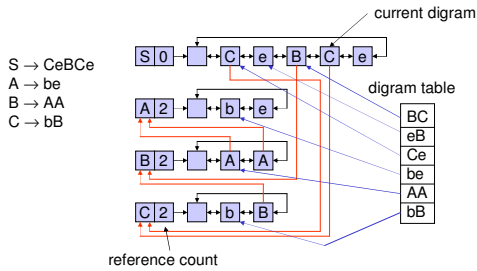 current digram
S → CeBCe
A → be
B → AA
C → bB
S 0 C e B C e
A 2 b e
B 2 A A
C 2 b B
digram table
BC
eB
Ce
be
AA
bB
reference count